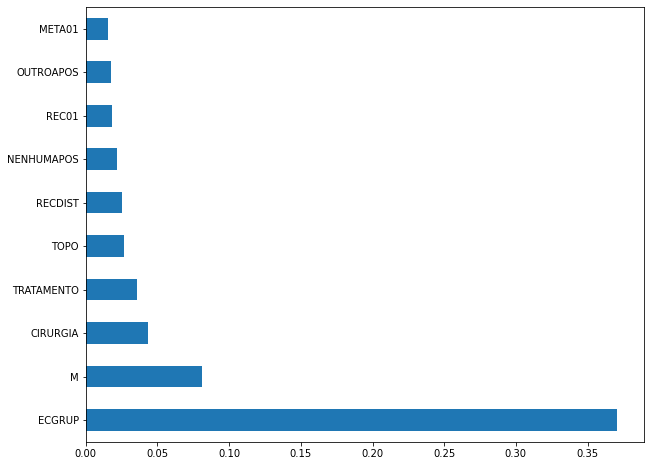 META01
OUTROAPOS
REC01
NENHUMAPOS
RECDIST
TOPO
TRATAMENTO
CIRURGIA
M
ECGRUP
0.00 0.05 0.10 0.15 0.20 0.25 0.30 0.35